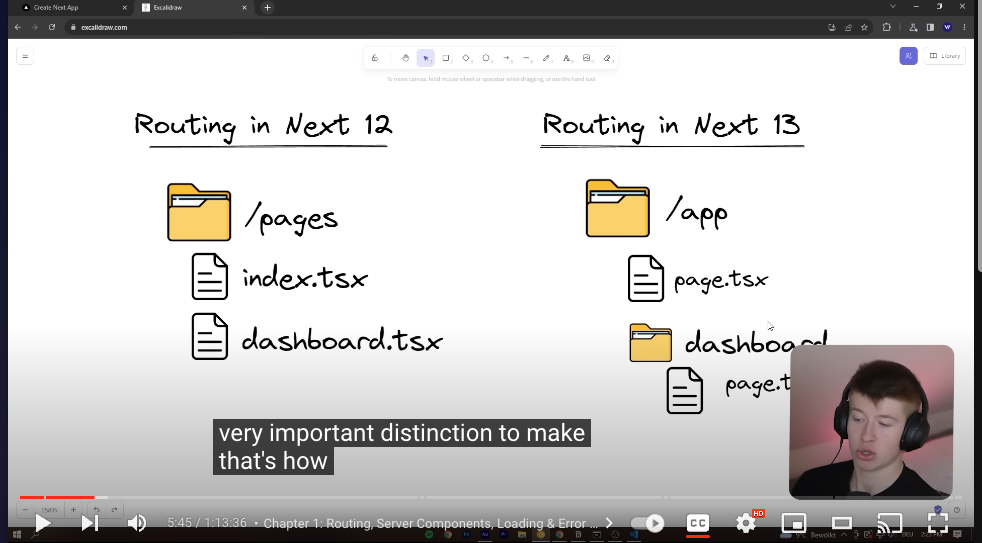 Create Next App
Excalidraw
excalidraw.com
Library
To move canvas, hold mouse wheel or spacebar while dragging, or use the hand tool
Routing in Next 12
Routing in Next 13
/pages
/app
index.tsx
page.tsx
dashboard.tsx
dashboard
page.t
very important distinction to make
that's how
5:45 / 1:13:36 • Chapter 1: Routing, Server Components, Loading & Error ...
CC
HD
Bewölkt